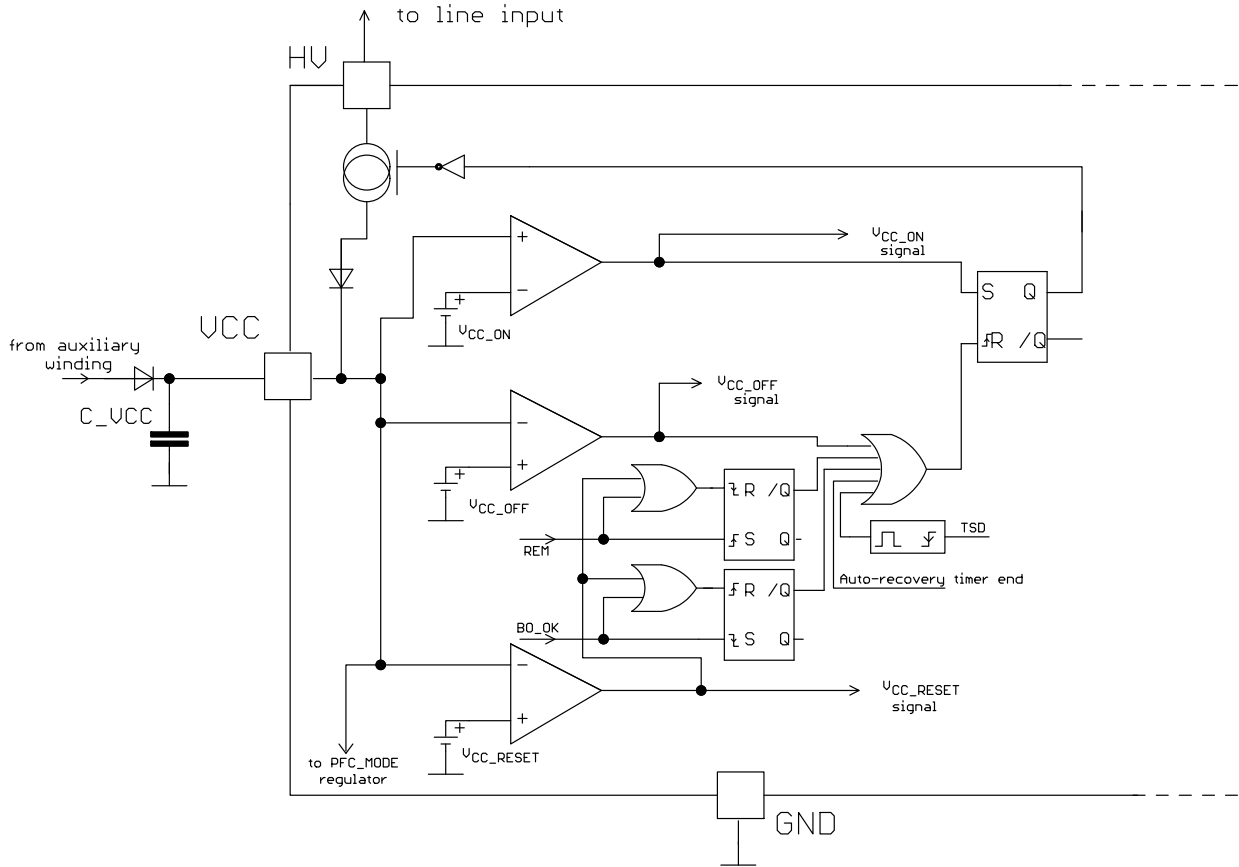 to line input
HV
+
−
VCC_ON
signal
+
VCC_ON
S Q
R /Q
VCC
from auxiliary
winding
C_VCC
VCC_OFF
signal
−
+
+
VCC_OFF
R /Q
S Q
REM
TSD
Auto-recovery timer end
R /Q
S Q
BO_OK
−
+
+
VCC_RESET
VCC_RESET
signal
to PFC_MODE
regulator
GND